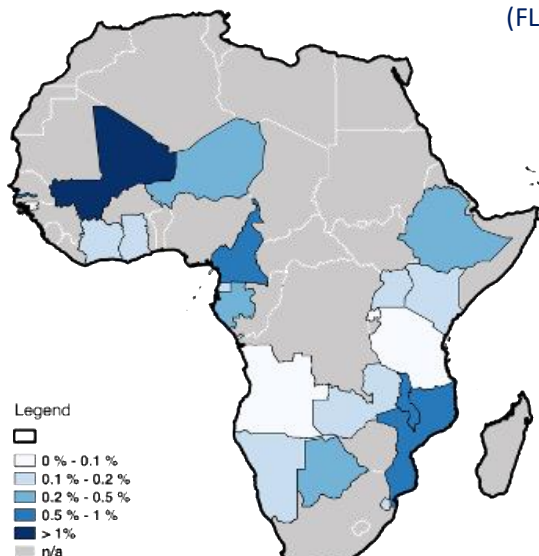 (FL
Legend
0 % - 0.1 %
0.1 % - 0.2 %
0.2 % - 0.5 %
0.5 % - 1 %
> 1%
n/a